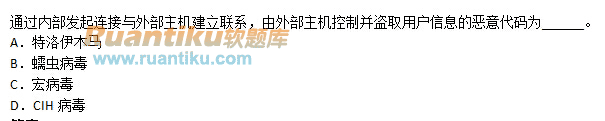 通过内部发起连接与外部主机建立联系，由外部主机控制并盗取用户信息的恶意代码为______。
A．特洛伊木马
Ruantiku软题库
B．蠕虫病毒
www.ruantiku.com
C．宏病毒
D．CIH 病毒